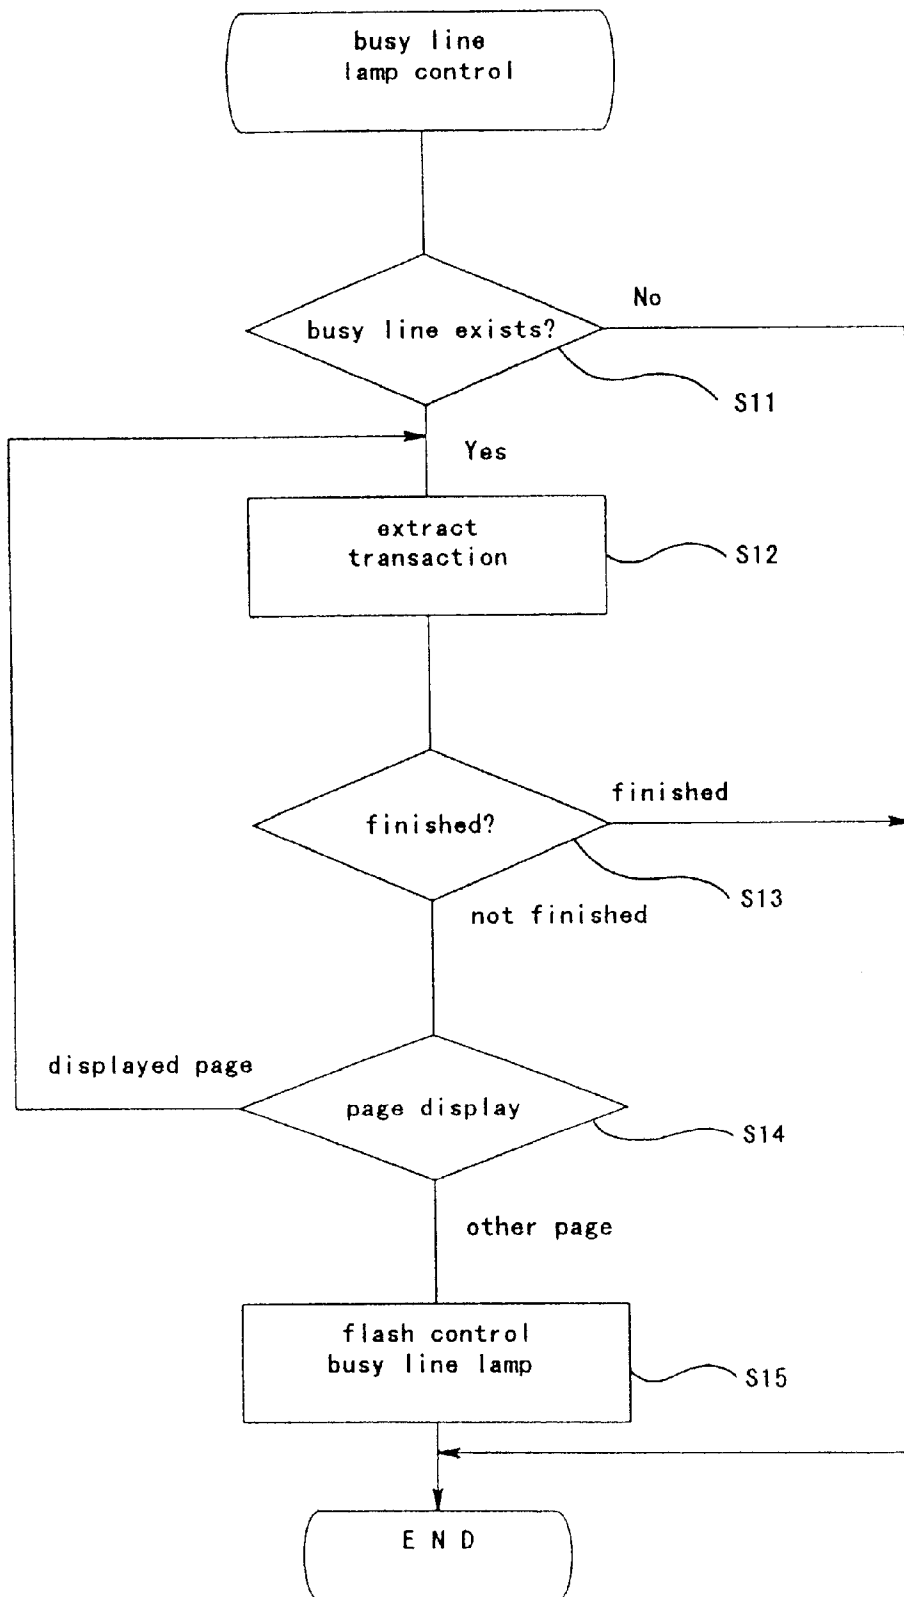 busy line
lamp control
No
busy line exists?
S11
Yes
extract
transaction
S12
finished
finished?
S13
not finished
displayed page
page display
S14
other page
flash control
busy line lamp
S15
E N D